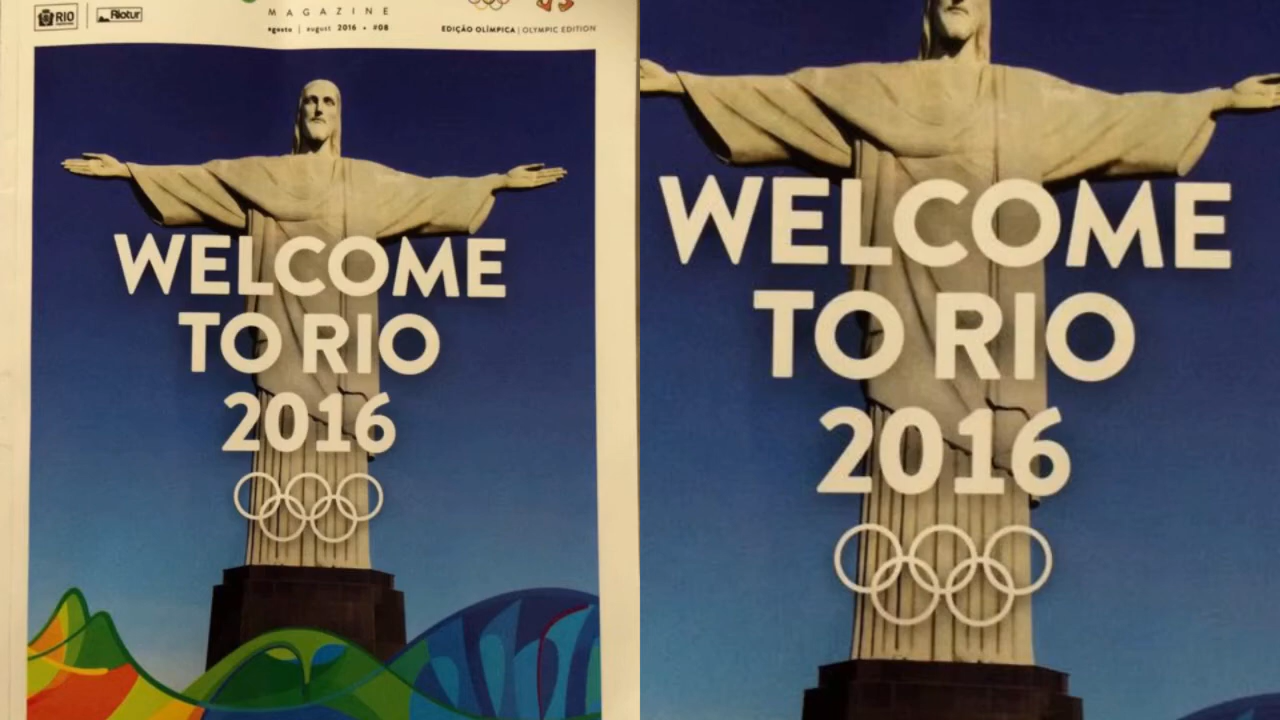 RIO
Riotur
MAGAZINE
agosto | august 2016 • #08
EDIÇÃO OLÍMPICA | OLYMPIC EDITION
WELCOME
TO RIO
2016
WELCOME
TO RIO
2016